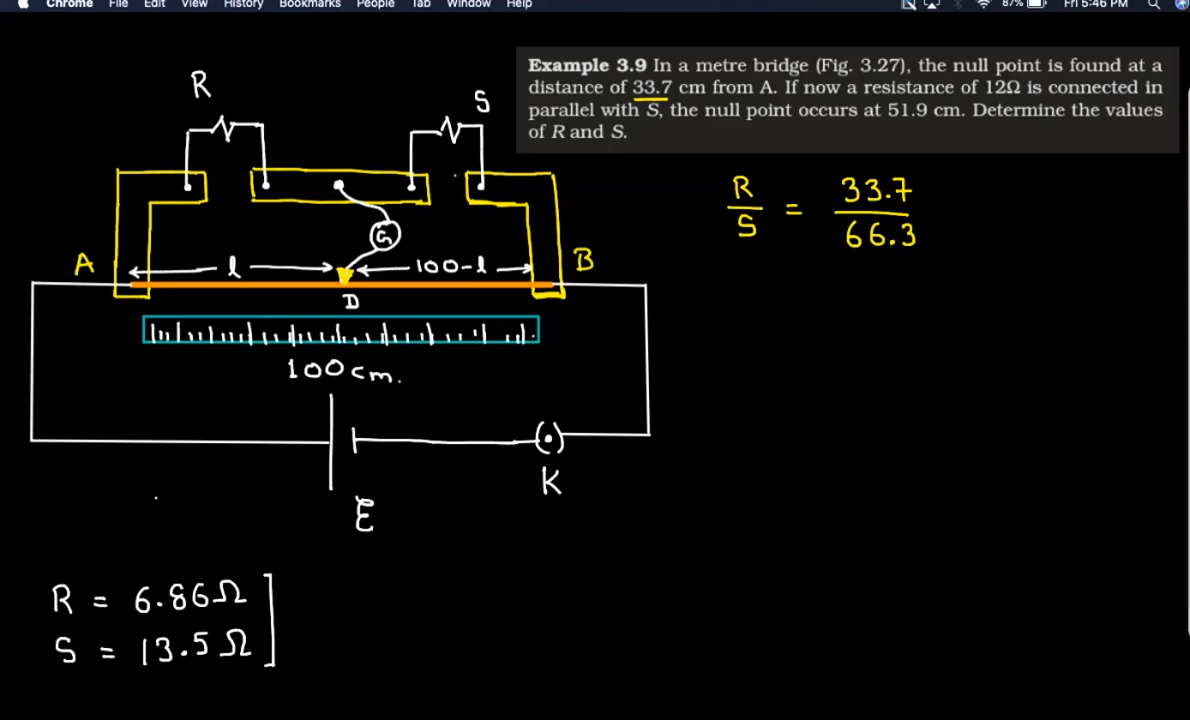 Chrome File Edit View History Bookmarks People Tab Window Help 87% Fri 5:46 PM
Example 3.9 In a metre bridge (Fig. 3.27), the null point is found at a
distance of 33.7 cm from A. If now a resistance of 12Ω is connected in
parallel with S, the null point occurs at 51.9 cm. Determine the values
of R and S.
R
S
R/S = 33.7/66.3
G
A
l
100-l
B
D
100cm.
K
E
R = 6.86Ω
S = 13.5Ω